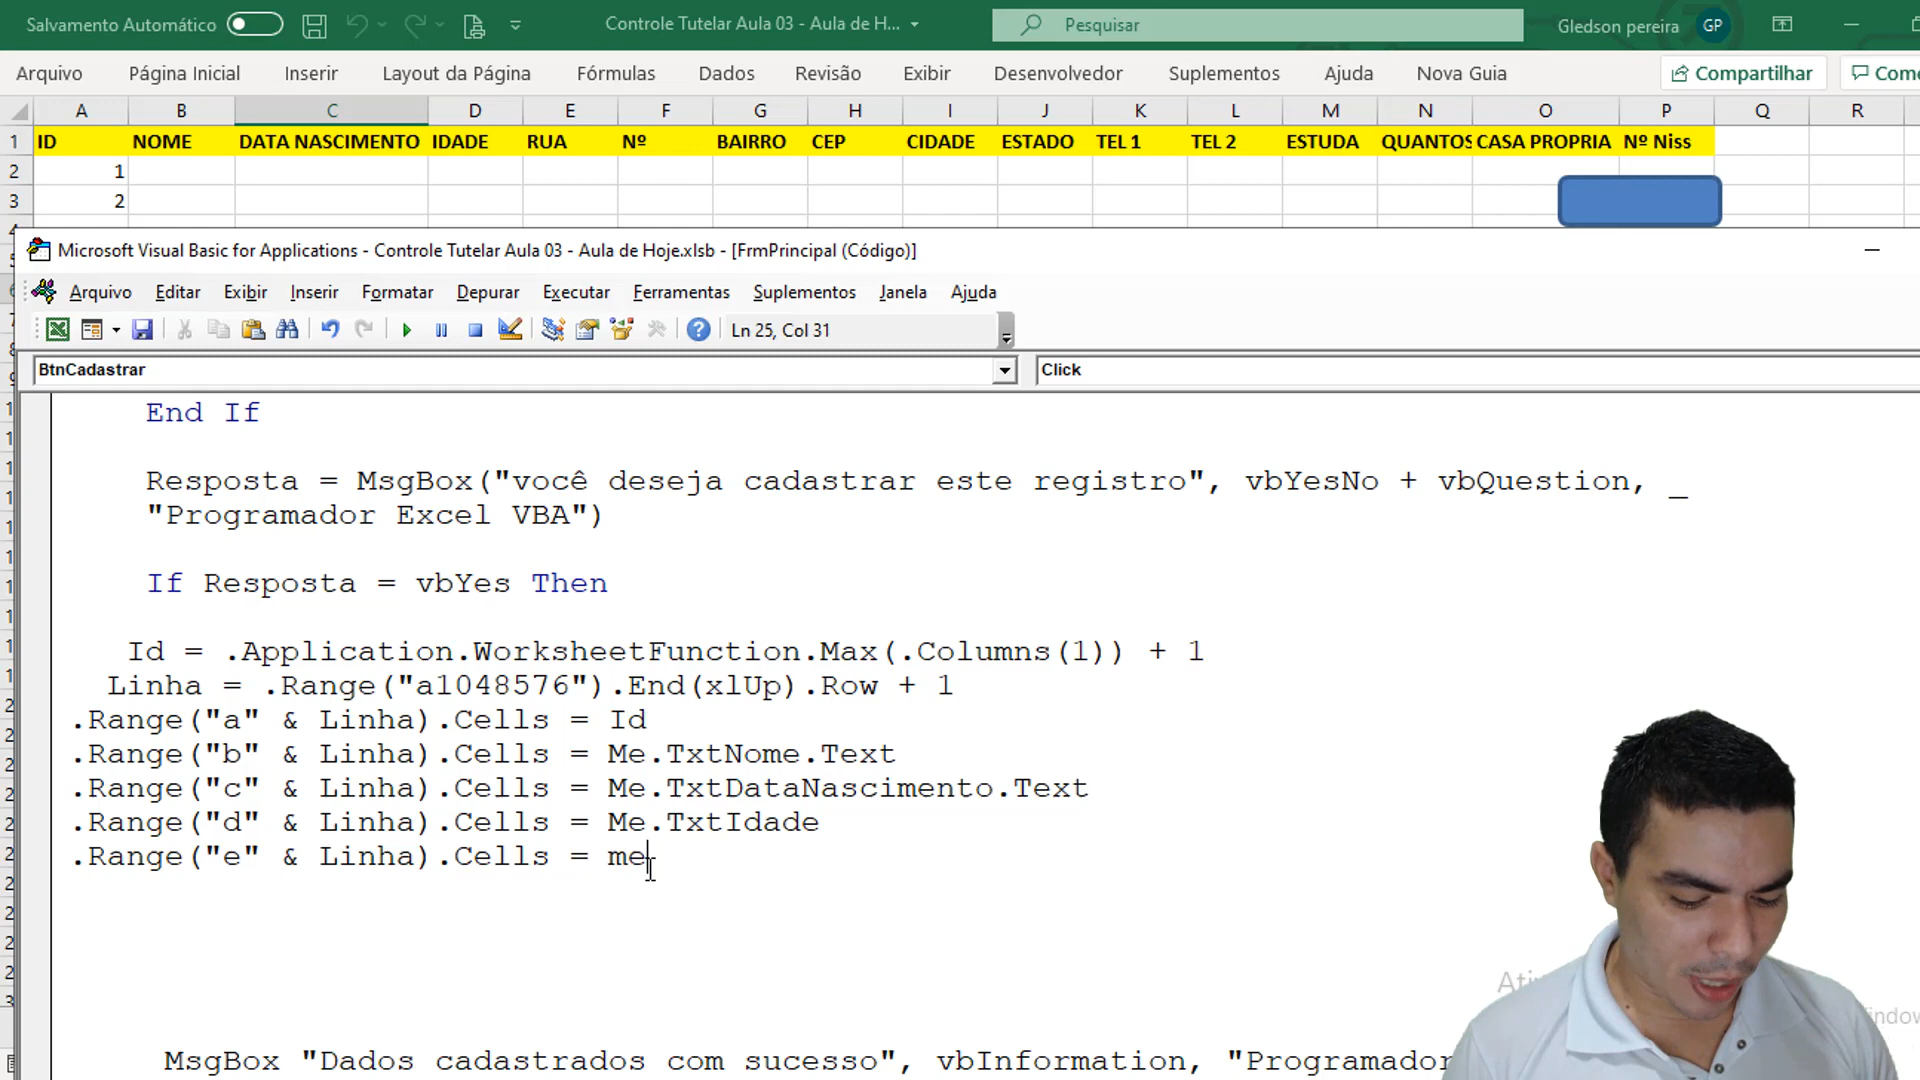 Salvamento Automático
Controle Tutelar Aula 03 - Aula de H...
Pesquisar
Gledson pereira
GP
Arquivo Página Inicial Inserir Layout da Página Fórmulas Dados Revisão Exibir Desenvolvedor Suplementos Ajuda Nova Guia
Compartilhar
A B C D E F G H I J K L M N O P Q R
1 ID NOME DATA NASCIMENTO IDADE RUA Nº BAIRRO CEP CIDADE ESTADO TEL 1 TEL 2 ESTUDA QUANTOS CASA PROPRIA Nº Niss
2 1
3 2
Microsoft Visual Basic for Applications - Controle Tutelar Aula 03 - Aula de Hoje.xlsb - [FrmPrincipal (Código)]
Arquivo Editar Exibir Inserir Formatar Depurar Executar Ferramentas Suplementos Janela Ajuda
Ln 25, Col 31
BtnCadastrar
Click
End If
Resposta = MsgBox("você deseja cadastrar este registro", vbYesNo + vbQuestion, _
"Programador Excel VBA")
If Resposta = vbYes Then
Id = .Application.WorksheetFunction.Max(.Columns(1)) + 1
Linha = .Range("a1048576").End(xlUp).Row + 1
.Range("a" & Linha).Cells = Id
.Range("b" & Linha).Cells = Me.TxtNome.Text
.Range("c" & Linha).Cells = Me.TxtDataNascimento.Text
.Range("d" & Linha).Cells = Me.TxtIdade
.Range("e" & Linha).Cells = me
MsgBox "Dados cadastrados com sucesso", vbInformation, "Programador